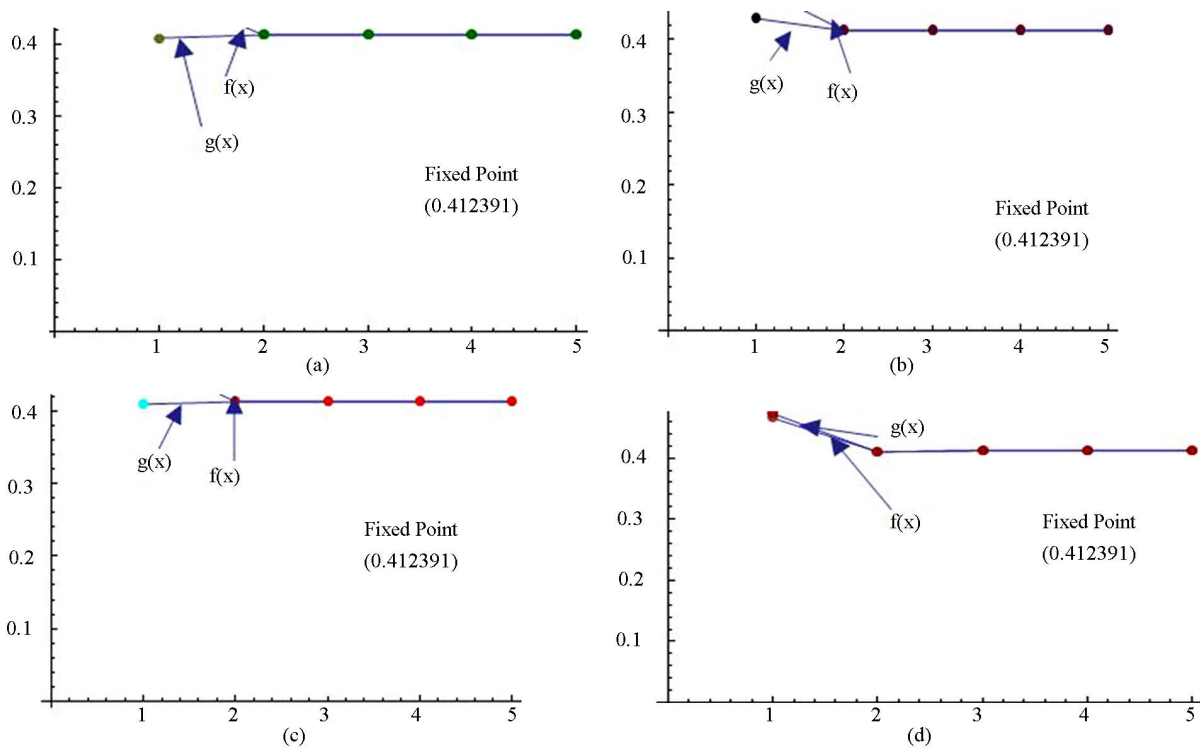 0.4
0.3
0.2
0.1
f(x)
g(x)
Fixed Point
(0.412391)
1 2 3 4 5
(a)
0.4
0.3
0.2
0.1
g(x)
f(x)
Fixed Point
(0.412391)
1 2 3 4 5
(b)
0.4
0.3
0.2
0.1
g(x)
f(x)
Fixed Point
(0.412391)
1 2 3 4 5
(c)
0.4
0.3
0.2
0.1
g(x)
f(x)
Fixed Point
(0.412391)
1 2 3 4 5
(d)